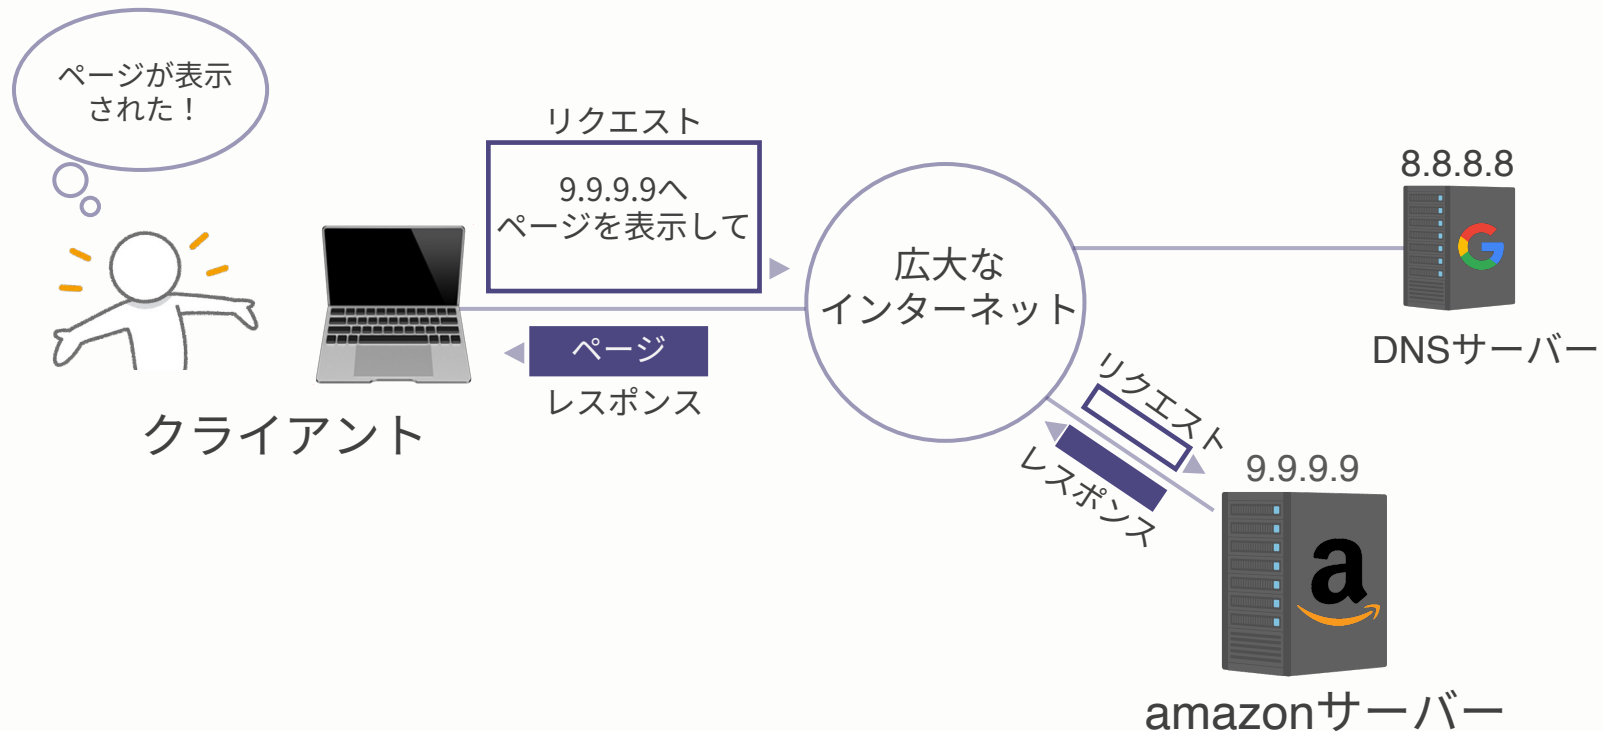 ページが表示
された！
リクエスト
9.9.9.9へ
ページを表示して
ページ
レスポンス
クライアント
広大な
インターネット
8.8.8.8
G
DNSサーバー
リクエスト
レスポンス
9.9.9.9
a
amazonサーバー